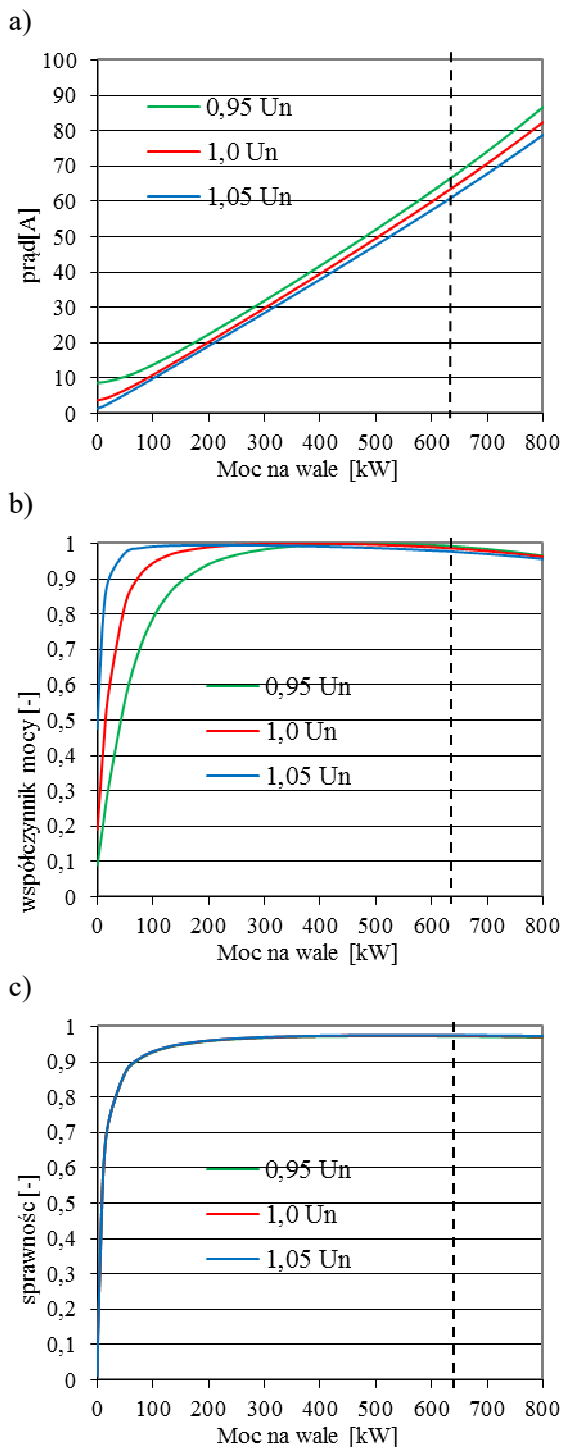 a)
100
90
80
70
60
50
40
30
20
10
0
prąd[A]
0,95 Un
1,0 Un
1,05 Un
0 100 200 300 400 500 600 700 800
Moc na wale [kW]
b)
1
0,9
0,8
0,7
0,6
0,5
0,4
0,3
0,2
0,1
0
współczynnik mocy [-]
0,95 Un
1,0 Un
1,05 Un
0 100 200 300 400 500 600 700 800
Moc na wale [kW]
c)
1
0,9
0,8
0,7
0,6
0,5
0,4
0,3
0,2
0,1
0
sprawność [-]
0,95 Un
1,0 Un
1,05 Un
0 100 200 300 400 500 600 700 800
Moc na wale [kW]